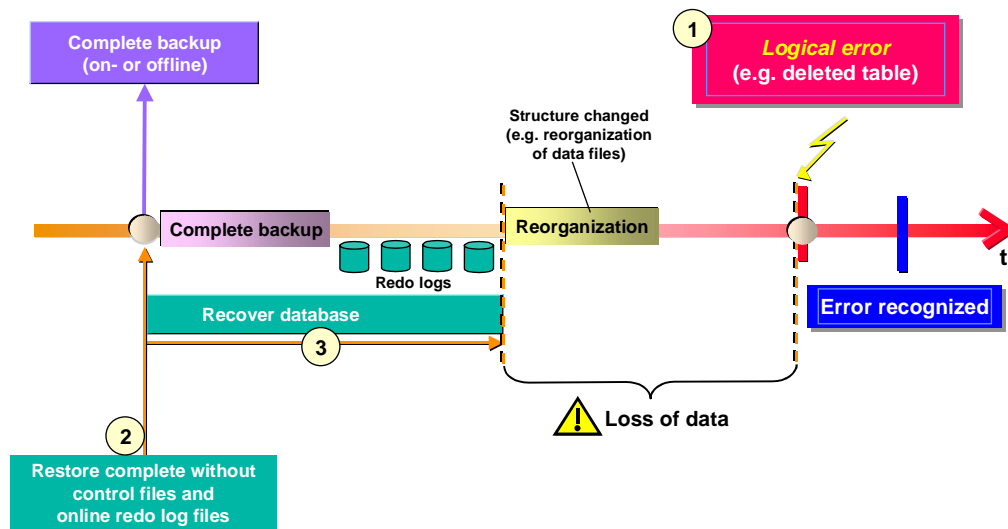 Complete backup
(on- or offline)
1
Logical error
(e.g. deleted table)
Structure changed
(e.g. reorganization
of data files)
Complete backup
Reorganization
t
Redo logs
Recover database
Error recognized
3
Loss of data
2
Restore complete without
control files and
online redo log files